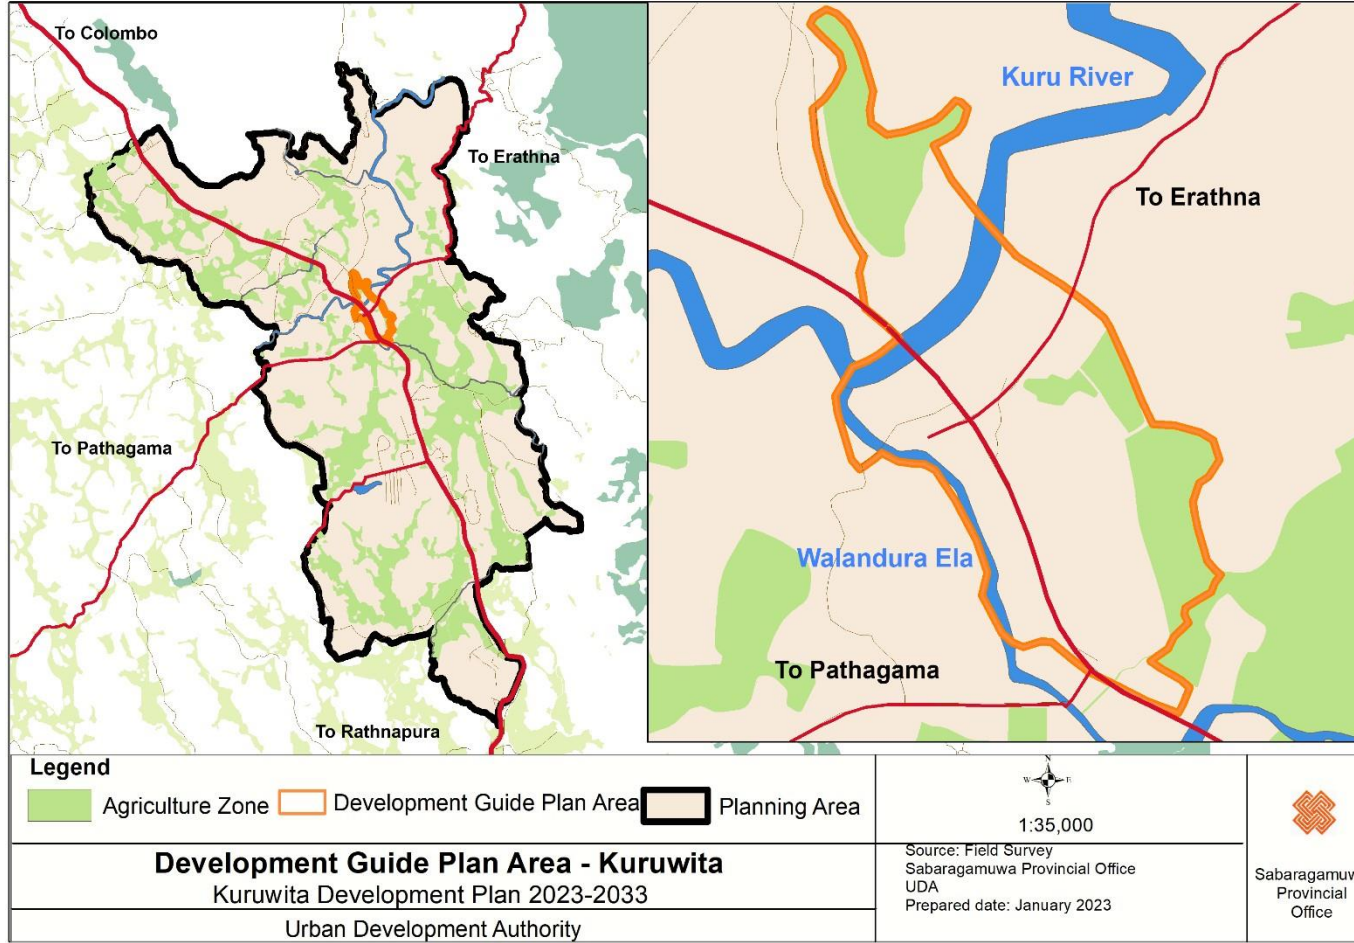 To Colombo
To Erathna
To Pathagama
To Rathnapura
Kuru River
To Erathna
Walandura Ela
To Pathagama
Legend
Agriculture Zone
Development Guide Plan Area
Planning Area
Development Guide Plan Area - Kuruwita
Kuruwita Development Plan 2023-2033
Urban Development Authority
N
W E
S
1:35,000
Source: Field Survey
Sabaragamuwa Provincial Office
UDA
Prepared date: January 2023
Sabaragamuw
Provincial
Office